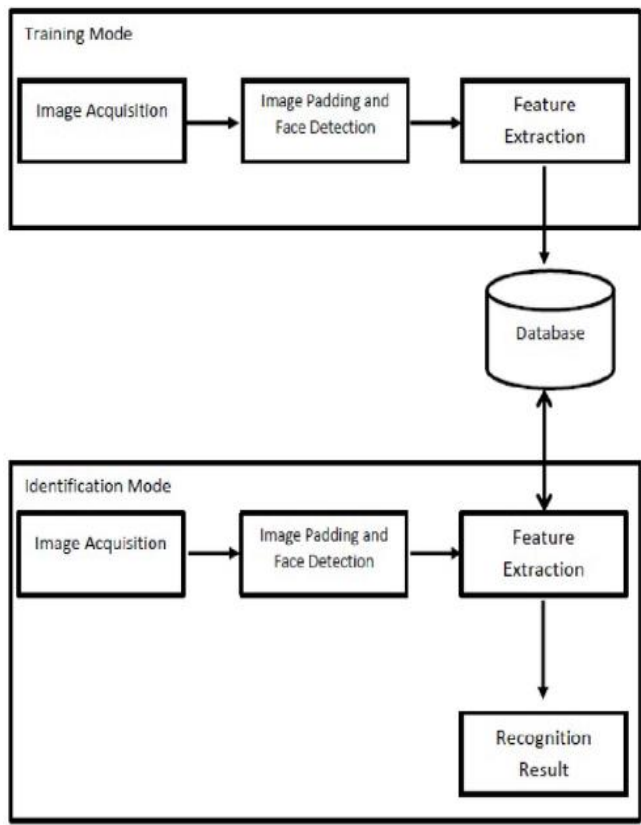 Training Mode
Image Acquisition
Image Padding and
Face Detection
Feature
Extraction
Database
Identification Mode
Image Acquisition
Image Padding and
Face Detection
Feature
Extraction
Recognition
Result